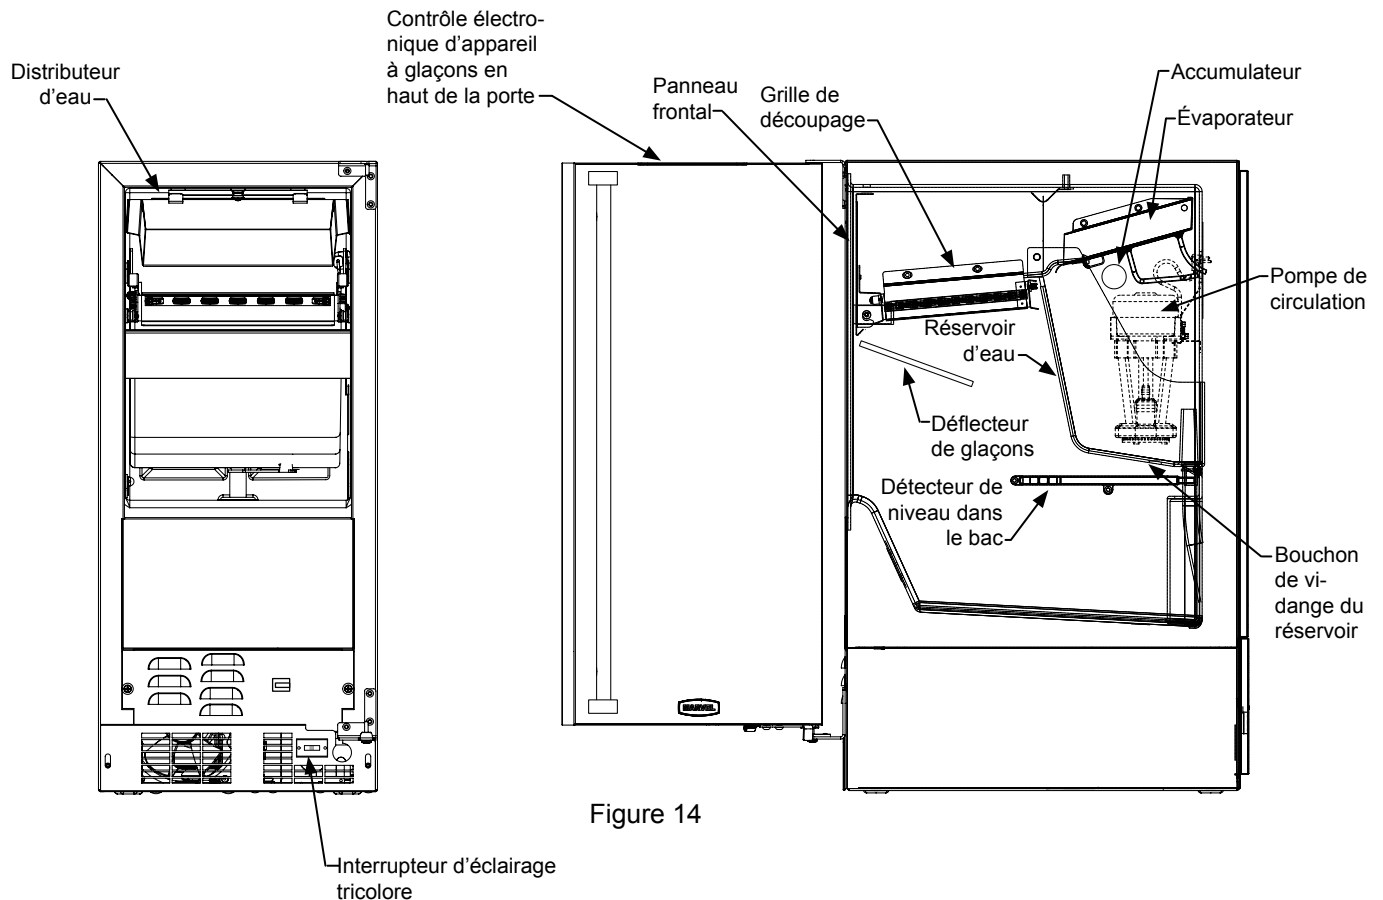 Contrôle électro-
nique d'appareil
à glaçons en
haut de la porte
Distributeur
d'eau
Panneau
frontal
Grille de
découpage
Accumulateur
Évaporateur
Pompe de
circulation
Réservoir
d'eau
Déflecteur
de glaçons
Détecteur de
niveau dans
le bac
Bouchon
de vi-
dange du
réservoir
MARVEL
Figure 14
Interrupteur d'éclairage
tricolore